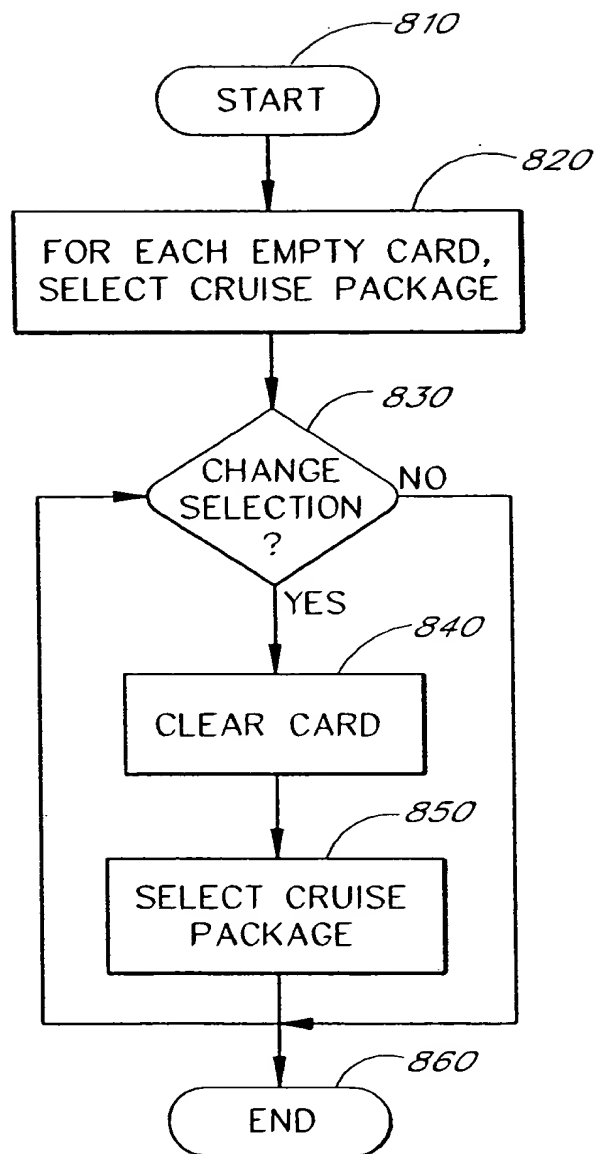 810
START
820
FOR EACH EMPTY CARD,
SELECT CRUISE PACKAGE
830
CHANGE
SELECTION
?
NO
YES
840
CLEAR CARD
850
SELECT CRUISE
PACKAGE
860
END